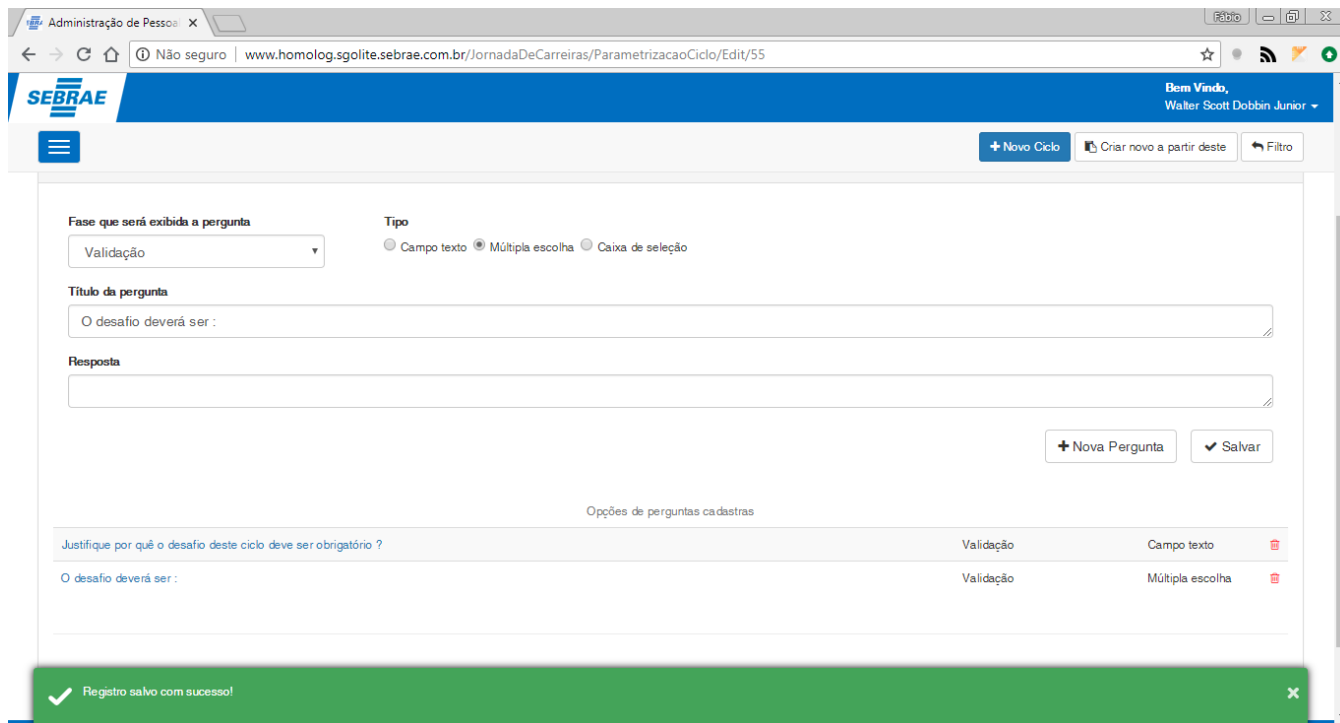 Administração de Pessoa
Fábio
Não seguro | www.homolog.sgolite.sebrae.com.br/JornadaDeCarreiras/ParametrizacaoCiclo/Edit/55
SEBRAE
Bem Vindo,
Walter Scott Dobbin Junior
Novo Ciclo
Criar novo a partir deste
Filtro
Fase que será exibida a pergunta
Tipo
Validação
Campo texto Múltipla escolha Caixa de seleção
Título da pergunta
O desafio deverá ser :
Resposta
Nova Pergunta
Salvar
Opções de perguntas cadastras
Justifique por quê o desafio deste ciclo deve ser obrigatório ? Validação Campo texto
O desafio deverá ser : Validação Múltipla escolha
Registro salvo com sucesso!